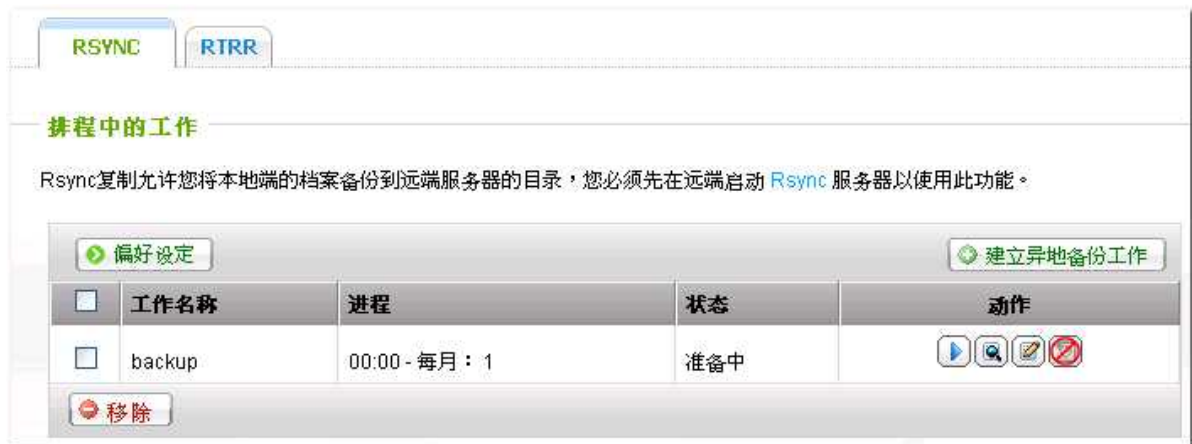 RSYNC RTRR
排程中的工作
Rsync复制允许您将本地端的档案备份到远端服务器的目录，您必须先在远端启动 Rsync 服务器以使用此功能。
偏好设定 建立异地备份工作
工作名称 进程 状态 动作
backup 00:00 - 每月： 1 准备中
移除